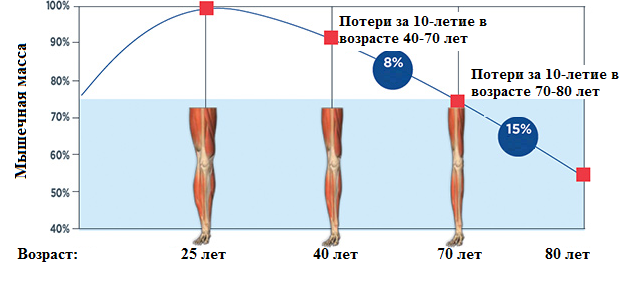 Мышечная масса
100%
90%
80%
70%
60%
50%
40%
Потери за 10-летие в
возрасте 40-70 лет
8%
Потери за 10-летие в
возрасте 70-80 лет
15%
Возраст: 25 лет 40 лет 70 лет 80 лет